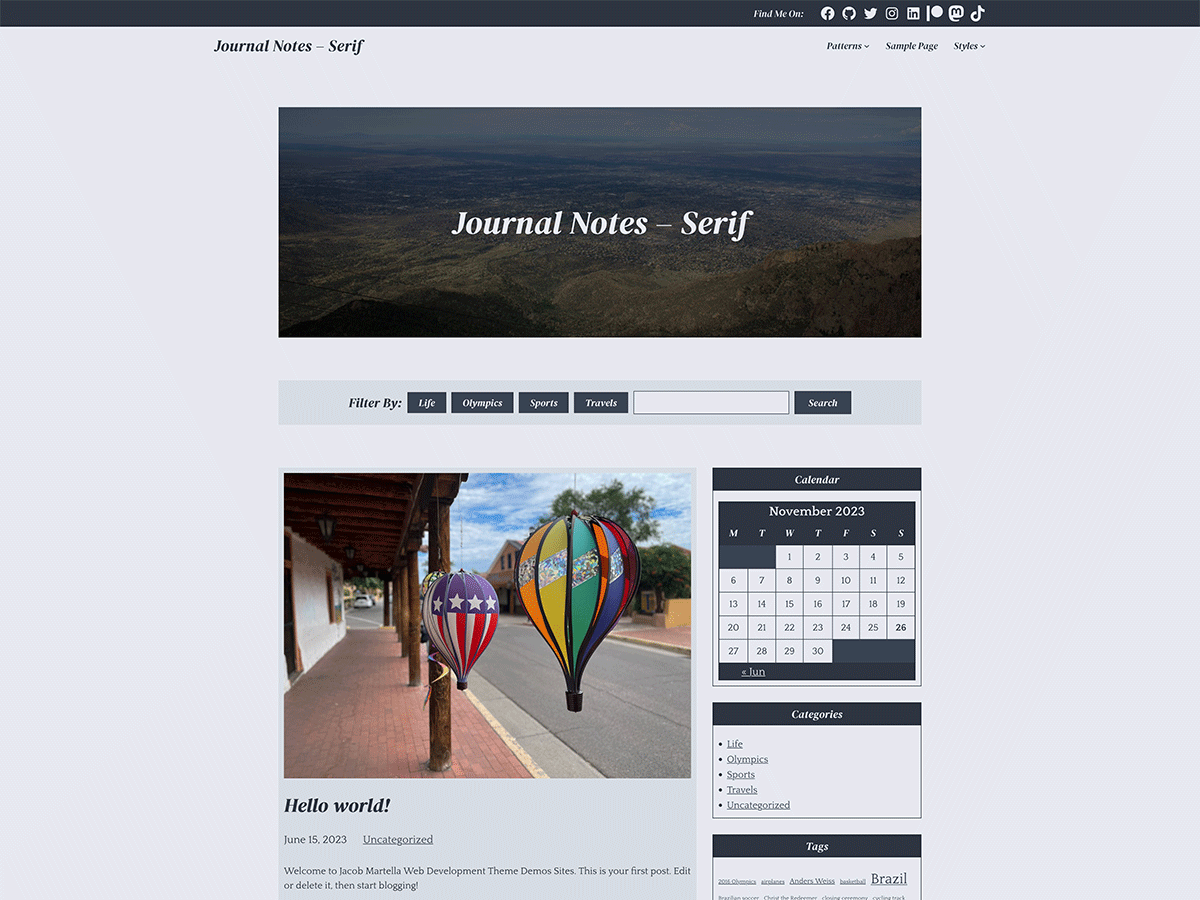 Find Me On:
Journal Notes – Serif
Patterns
Sample Page
Styles
Journal Notes – Serif
Filter By:
Life
Olympics
Sports
Travels
Search
Hello world!
June 15, 2023
Uncategorized
Welcome to Jacob Martella Web Development Theme Demos Sites. This is your first post. Edit
or delete it, then start blogging!
Calendar
November 2023
M T W T F S S
1 2 3 4 5
6 7 8 9 10 11 12
13 14 15 16 17 18 19
20 21 22 23 24 25 26
27 28 29 30
« Jun
Categories
Life
Olympics
Sports
Travels
Uncategorized
Tags
2016 Olympics airplanes Anders Weiss basketball Brazil
Brazilian soccer Christ the Redeemer closing ceremony cycling track